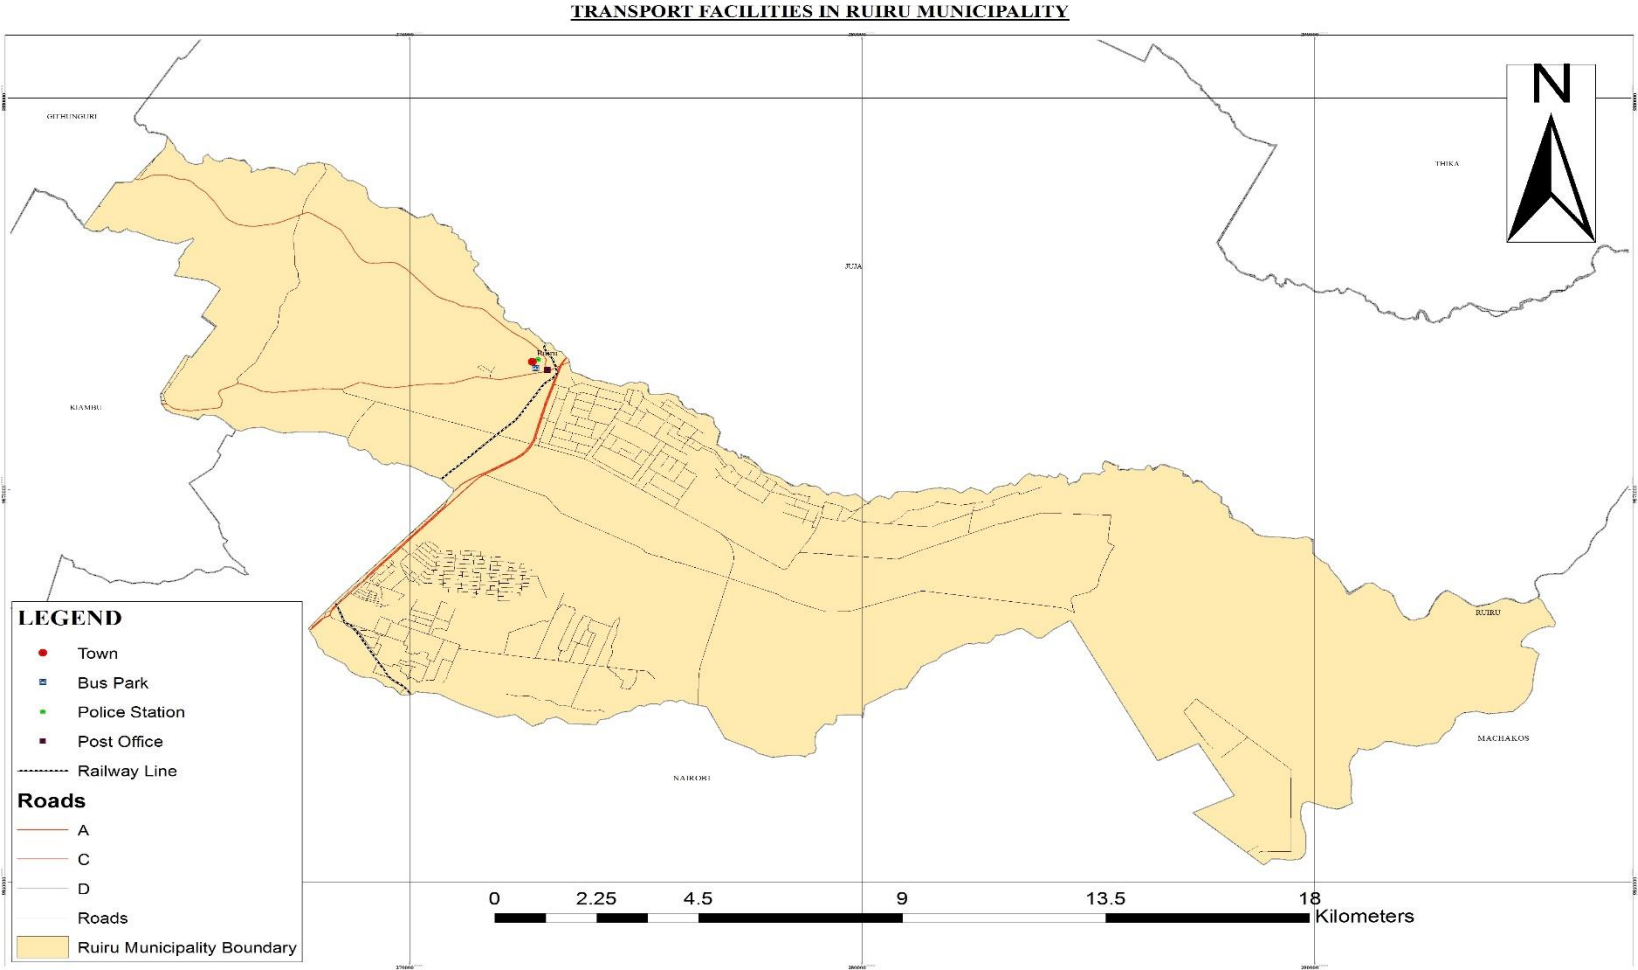 TRANSPORT FACILITIES IN RUIRU MUNICIPALITY
N
GITHUNGURI
THIKA
JUJA
Ruiru
KIAMBU
RUIRU
MACHAKOS
NAIROBI
LEGEND
Town
Bus Park
Police Station
Post Office
Railway Line
Roads
A
C
D
Roads
Ruiru Municipality Boundary
0 2.25 4.5 9 13.5 18
Kilometers